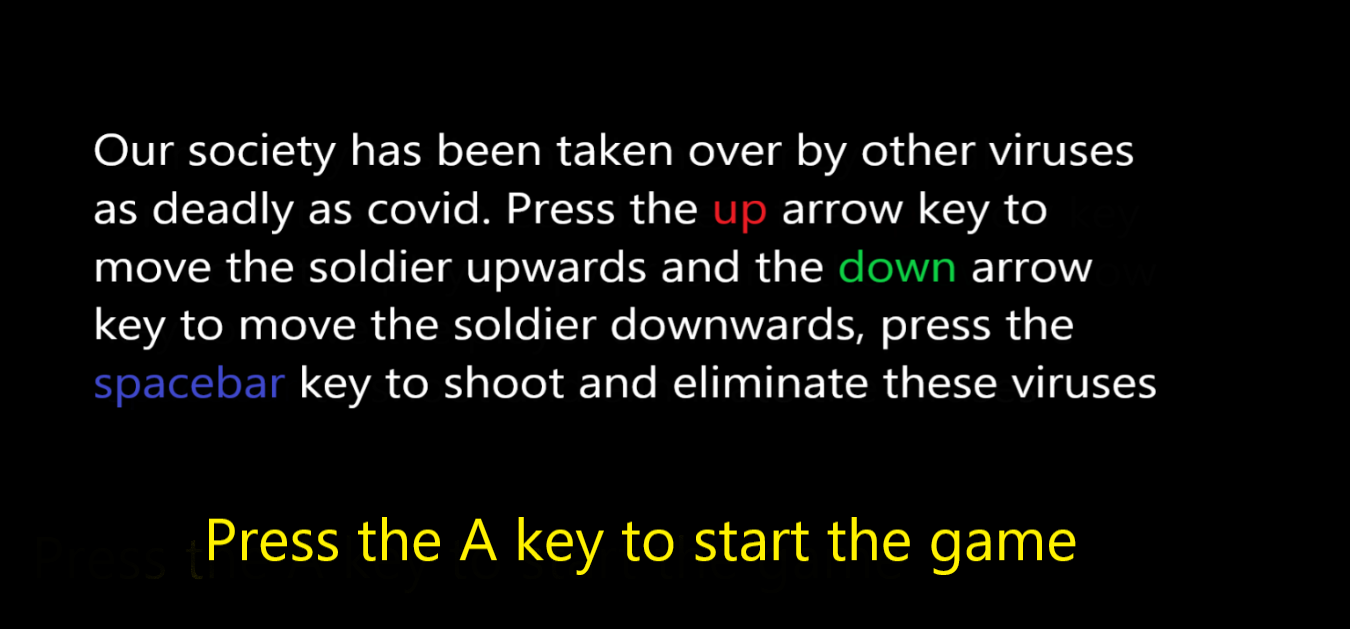 Our society has been taken over by other viruses
as deadly as covid. Press the up arrow key to
move the soldier upwards and the down arrow
key to move the soldier downwards, press the
spacebar key to shoot and eliminate these viruses
Press the A key to start the game